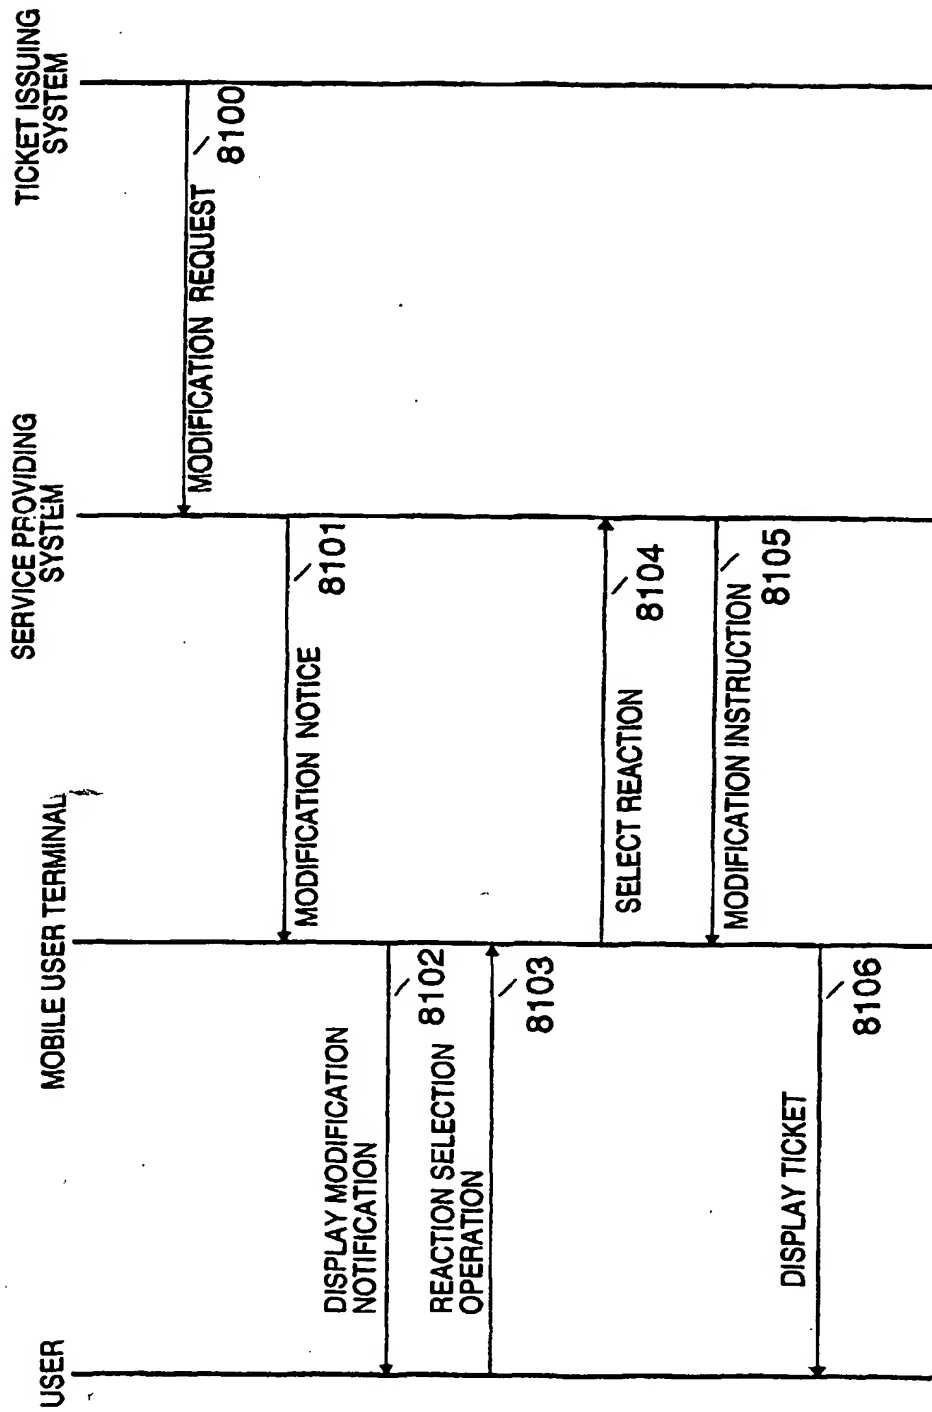 USER
MOBILE USER TERMINAL
SERVICE PROVIDING
SYSTEM
TICKET ISSUING
SYSTEM
MODIFICATION REQUEST
8100
MODIFICATION NOTICE
8101
DISPLAY MODIFICATION
NOTIFICATION
8102
REACTION SELECTION
OPERATION
8103
SELECT REACTION
8104
MODIFICATION INSTRUCTION
8105
DISPLAY TICKET
8106